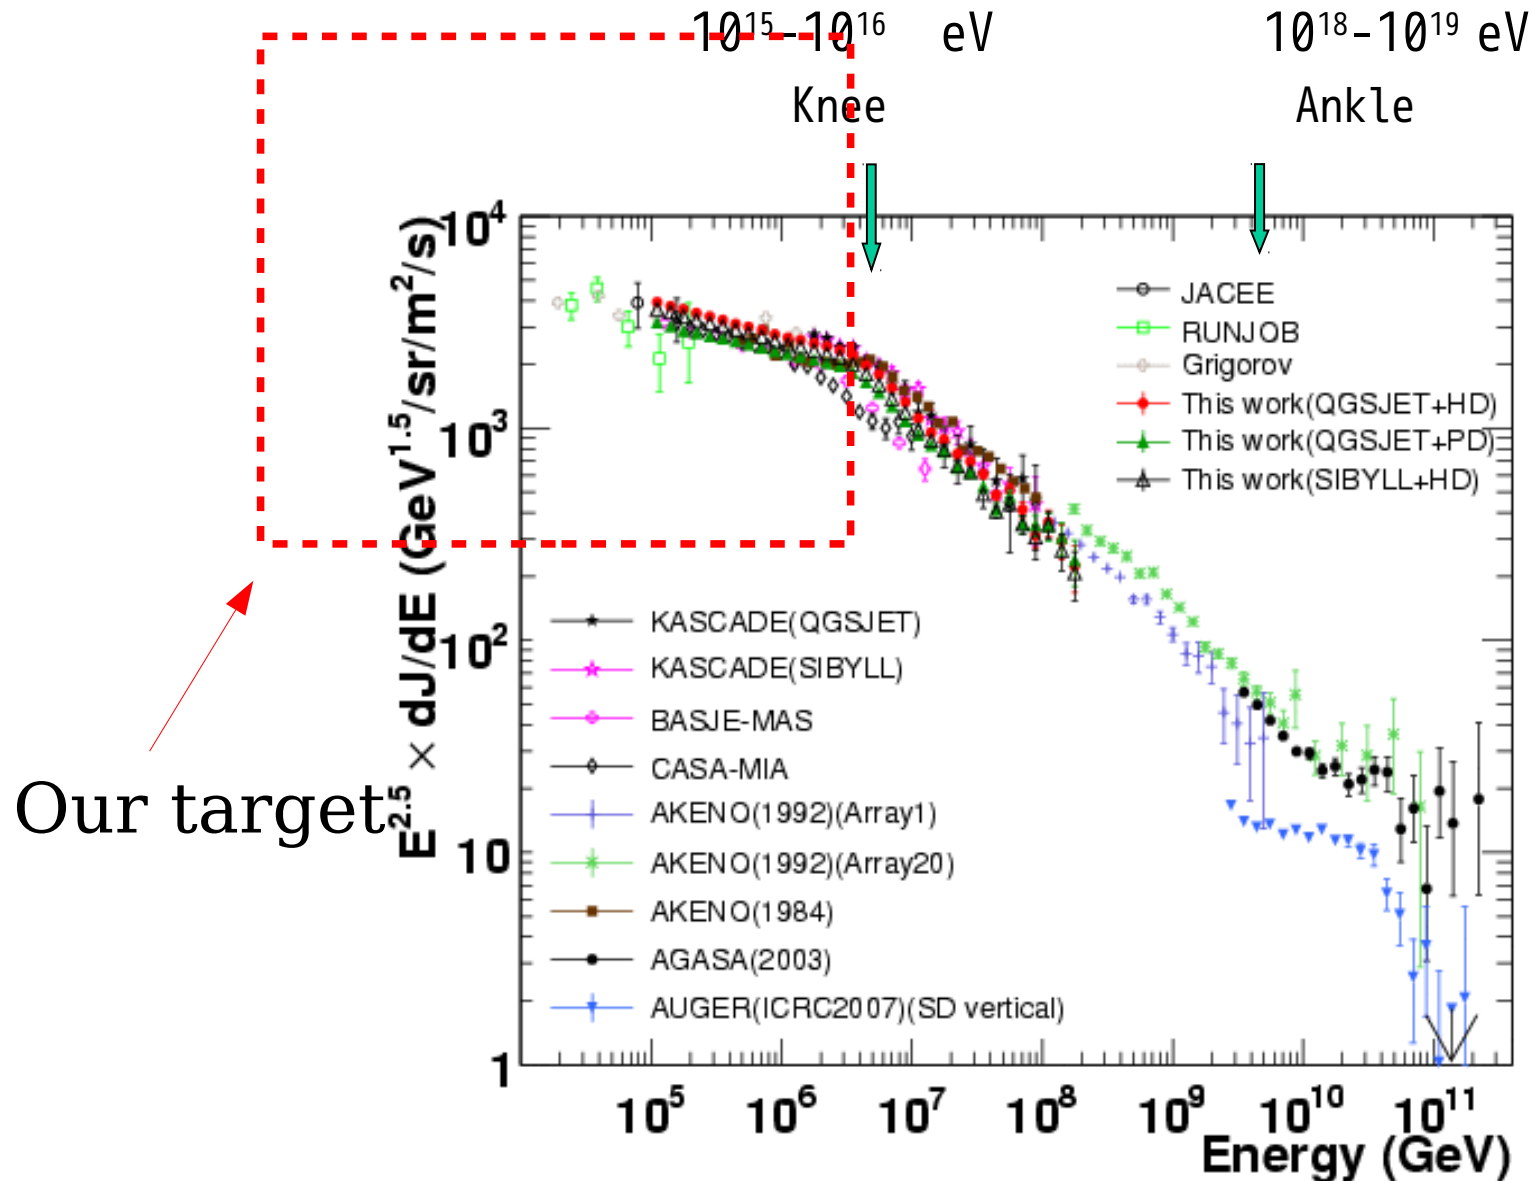 10¹⁵-10¹⁶ eV
10¹⁸-10¹⁹ eV
Knee
Ankle
10⁴
10³
10²
10
1
E²·⁵ × dJ/dE (GeV¹·⁵/sr/m²/s)
JACEE
RUNJOB
Grigorov
This work(QGSJET+HD)
This work(QGSJET+PD)
This work(SIBYLL+HD)
KASCADE(QGSJET)
KASCADE(SIBYLL)
BASJE-MAS
CASA-MIA
AKENO(1992)(Array1)
AKENO(1992)(Array20)
AKENO(1984)
AGASA(2003)
AUGER(ICRC2007)(SD vertical)
Our target
10⁵ 10⁶ 10⁷ 10⁸ 10⁹ 10¹⁰ 10¹¹
Energy (GeV)